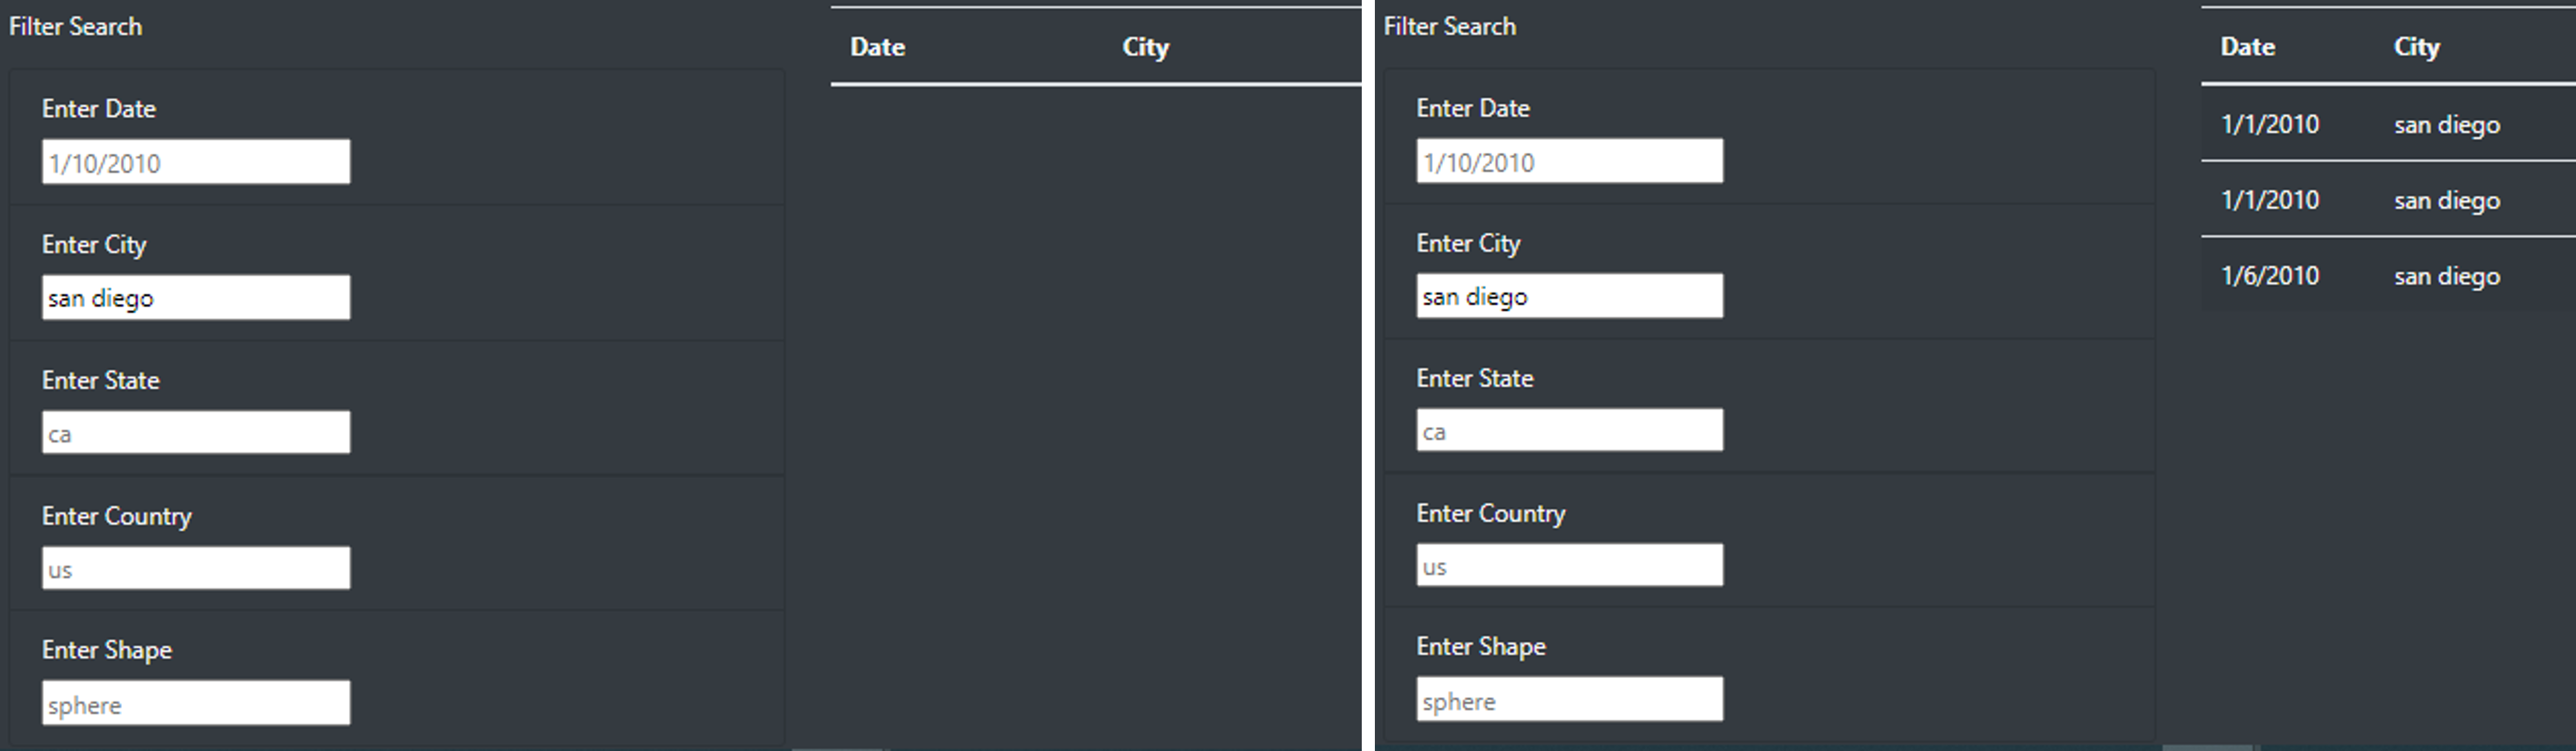 Filter Search
Date City
Enter Date
1/10/2010
Enter City
san diego
Enter State
ca
Enter Country
us
Enter Shape
sphere
Filter Search
Date City
Enter Date
1/10/2010
Enter City
san diego
Enter State
ca
Enter Country
us
Enter Shape
sphere
1/1/2010 san diego
1/1/2010 san diego
1/6/2010 san diego